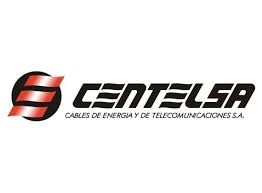 CENTELSA
CABLES DE ENERGIA Y DE TELECOMUNICACIONES S.A.